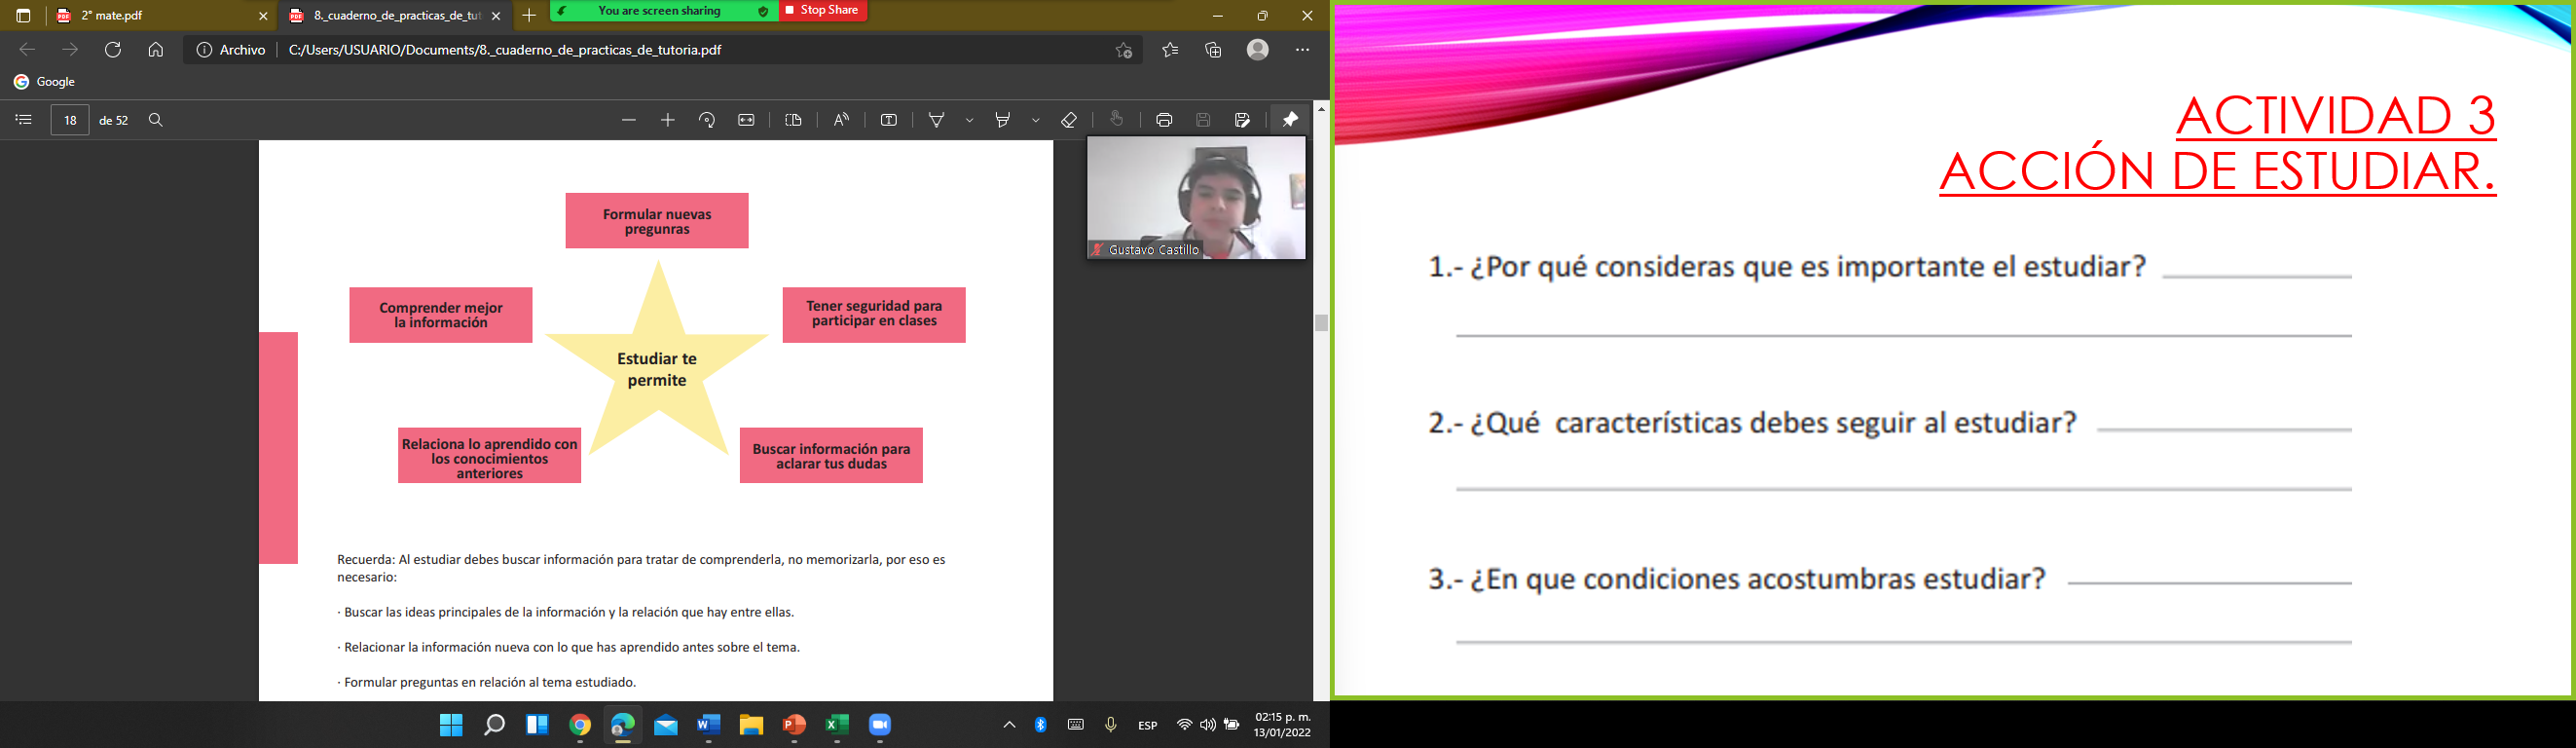 2° mate.pdf
8._cuaderno_de_practicas_de_tut
You are screen sharing
Stop Share
Archivo
C:/Users/USUARIO/Documents/8._cuaderno_de_practicas_de_tutoria.pdf
Google
18 de 52
Formular nuevas
pregunras
Comprender mejor
la información
Tener seguridad para
participar en clases
Estudiar te
permite
Relaciona lo aprendido con
los conocimientos
anteriores
Buscar información para
aclarar tus dudas
Recuerda: Al estudiar debes buscar información para tratar de comprenderla, no memorizarla, por eso es
necesario:
· Buscar las ideas principales de la información y la relación que hay entre ellas.
· Relacionar la información nueva con lo que has aprendido antes sobre el tema.
· Formular preguntas en relación al tema estudiado.
Gustavo Castillo
ESP
02:15 p. m.
13/01/2022
ACTIVIDAD 3
ACCIÓN DE ESTUDIAR.
1.- ¿Por qué consideras que es importante el estudiar?
2.- ¿Qué características debes seguir al estudiar?
3.- ¿En que condiciones acostumbras estudiar?